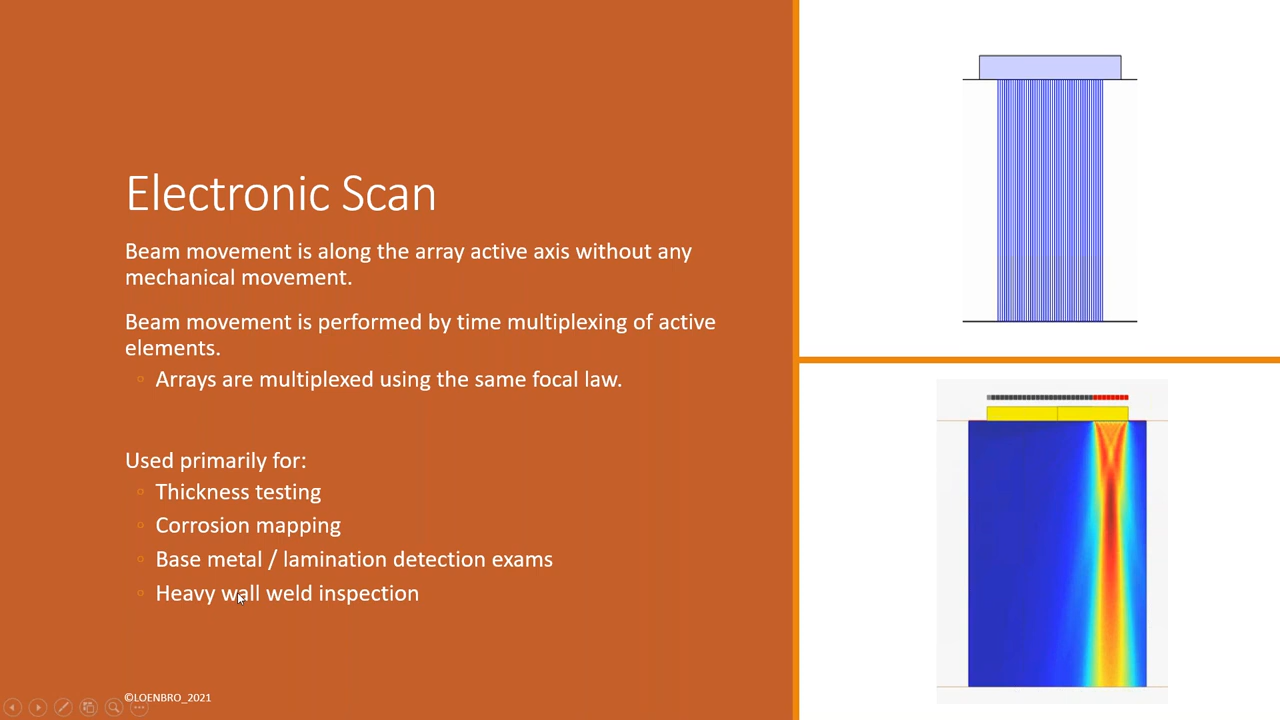 Electronic Scan
Beam movement is along the array active axis without any
mechanical movement.
Beam movement is performed by time multiplexing of active
elements.
Arrays are multiplexed using the same focal law.
Used primarily for:
Thickness testing
Corrosion mapping
Base metal / lamination detection exams
Heavy wall weld inspection
©LOENBRO_2021